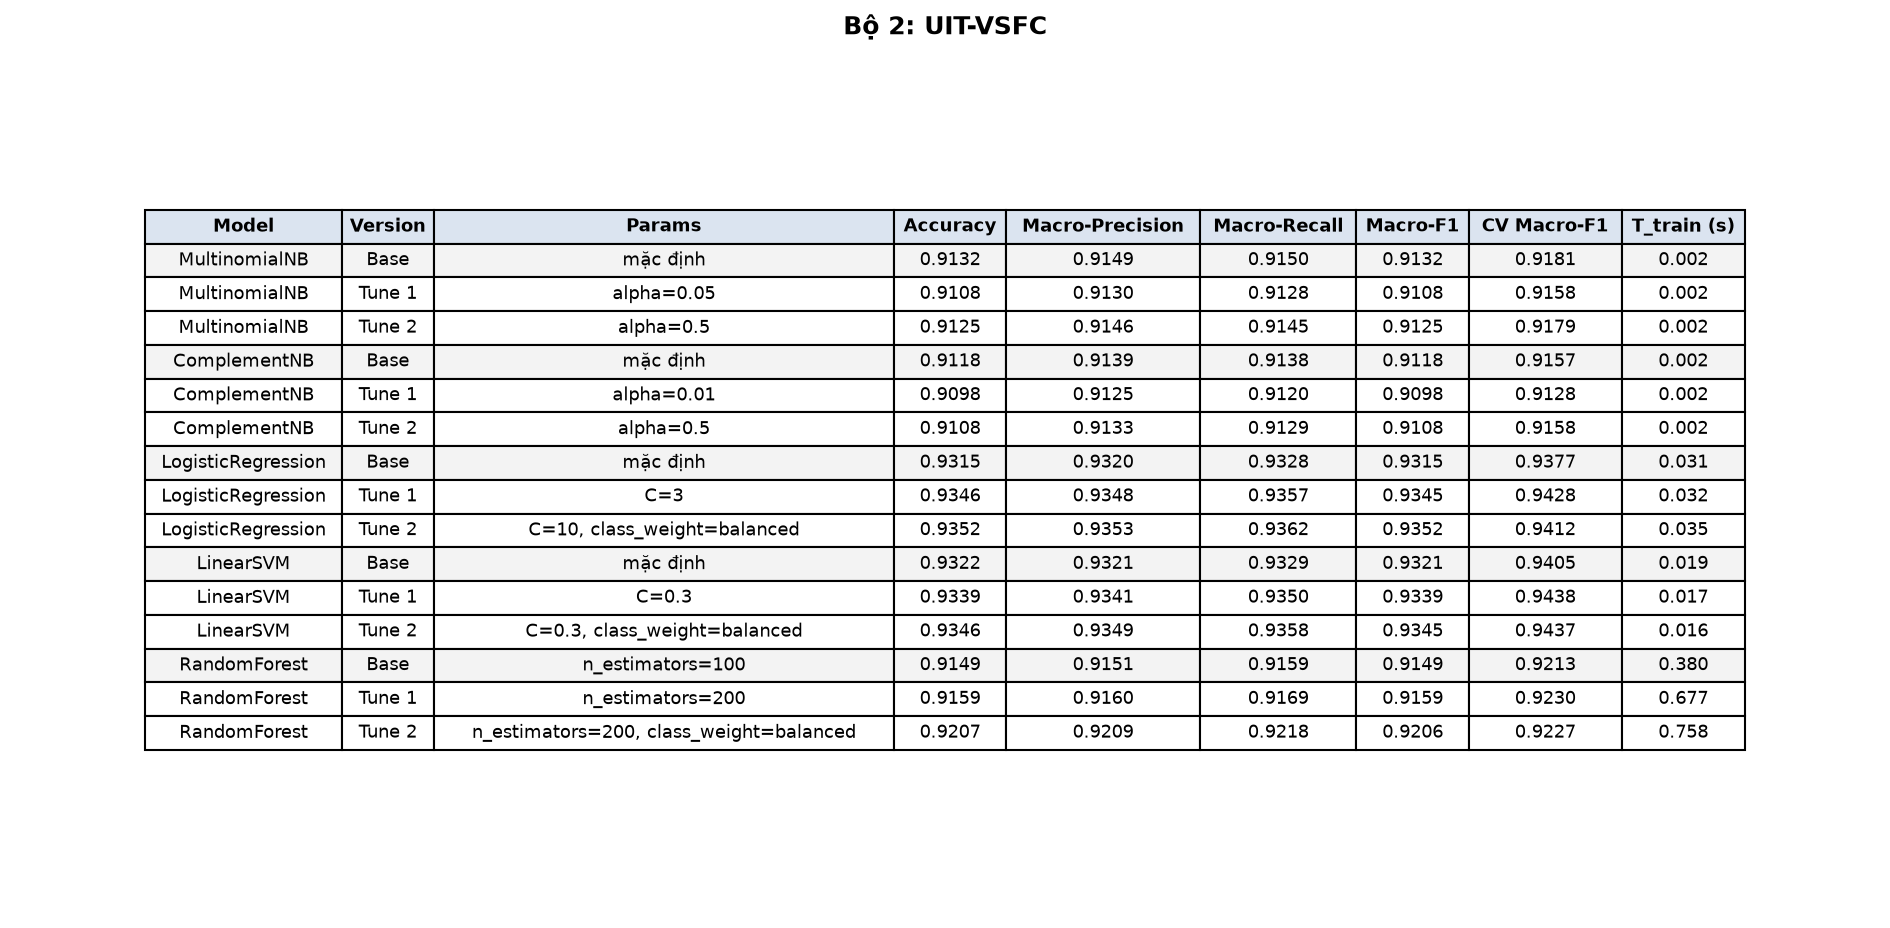 Bộ 2: UIT-VSFC
Model Version Params Accuracy Macro-Precision Macro-Recall Macro-F1 CV Macro-F1 T_train (s)
MultinomialNB Base mặc định 0.9132 0.9149 0.9150 0.9132 0.9181 0.002
MultinomialNB Tune 1 alpha=0.05 0.9108 0.9130 0.9128 0.9108 0.9158 0.002
MultinomialNB Tune 2 alpha=0.5 0.9125 0.9146 0.9145 0.9125 0.9179 0.002
ComplementNB Base mặc định 0.9118 0.9139 0.9138 0.9118 0.9157 0.002
ComplementNB Tune 1 alpha=0.01 0.9098 0.9125 0.9120 0.9098 0.9128 0.002
ComplementNB Tune 2 alpha=0.5 0.9108 0.9133 0.9129 0.9108 0.9158 0.002
LogisticRegression Base mặc định 0.9315 0.9320 0.9328 0.9315 0.9377 0.031
LogisticRegression Tune 1 C=3 0.9346 0.9348 0.9357 0.9345 0.9428 0.032
LogisticRegression Tune 2 C=10, class_weight=balanced 0.9352 0.9353 0.9362 0.9352 0.9412 0.035
LinearSVM Base mặc định 0.9322 0.9321 0.9329 0.9321 0.9405 0.019
LinearSVM Tune 1 C=0.3 0.9339 0.9341 0.9350 0.9339 0.9438 0.017
LinearSVM Tune 2 C=0.3, class_weight=balanced 0.9346 0.9349 0.9358 0.9345 0.9437 0.016
RandomForest Base n_estimators=100 0.9149 0.9151 0.9159 0.9149 0.9213 0.380
RandomForest Tune 1 n_estimators=200 0.9159 0.9160 0.9169 0.9159 0.9230 0.677
RandomForest Tune 2 n_estimators=200, class_weight=balanced 0.9207 0.9209 0.9218 0.9206 0.9227 0.758